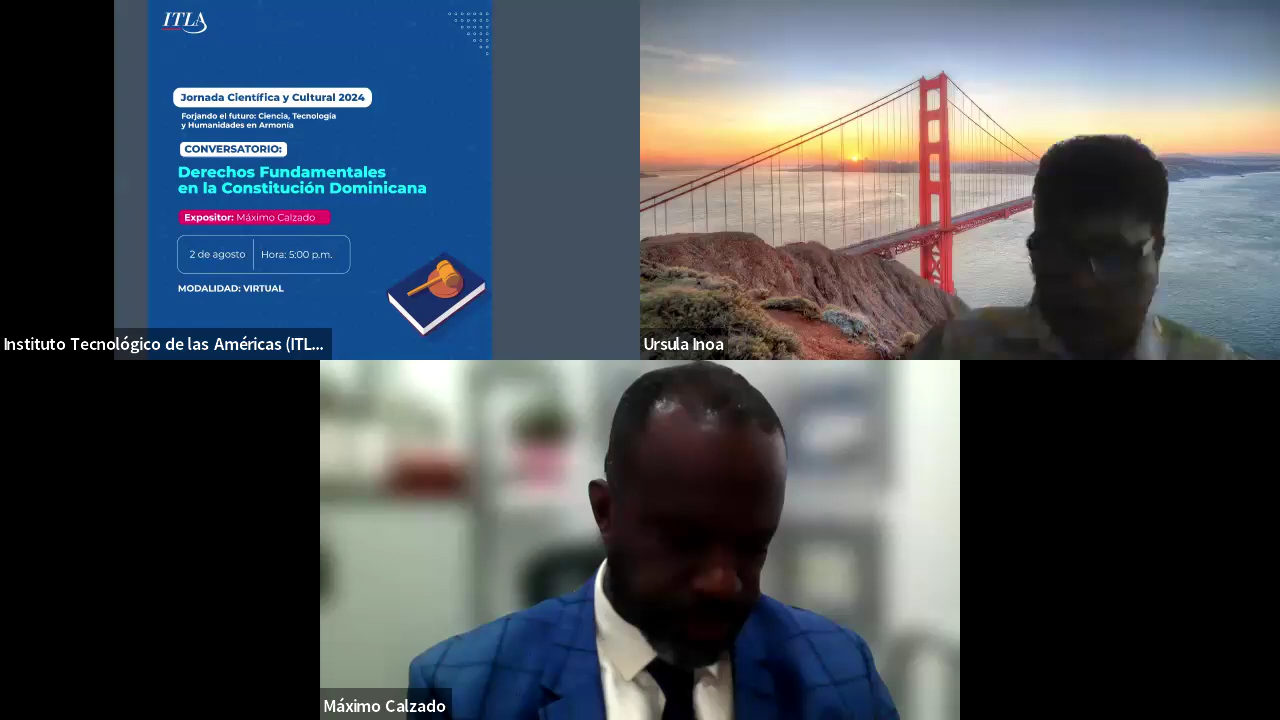 ITLA
Jornada Científica y Cultural 2024
Forjando el futuro: Ciencia, Tecnología
y Humanidades en Armonía
CONVERSATORIO:
Derechos Fundamentales
en la Constitución Dominicana
Expositor: Máximo Calzado
2 de agosto
Hora: 5:00 p.m.
MODALIDAD: VIRTUAL
Instituto Tecnológico de las Américas (ITL...
Ursula Inoa
Máximo Calzado